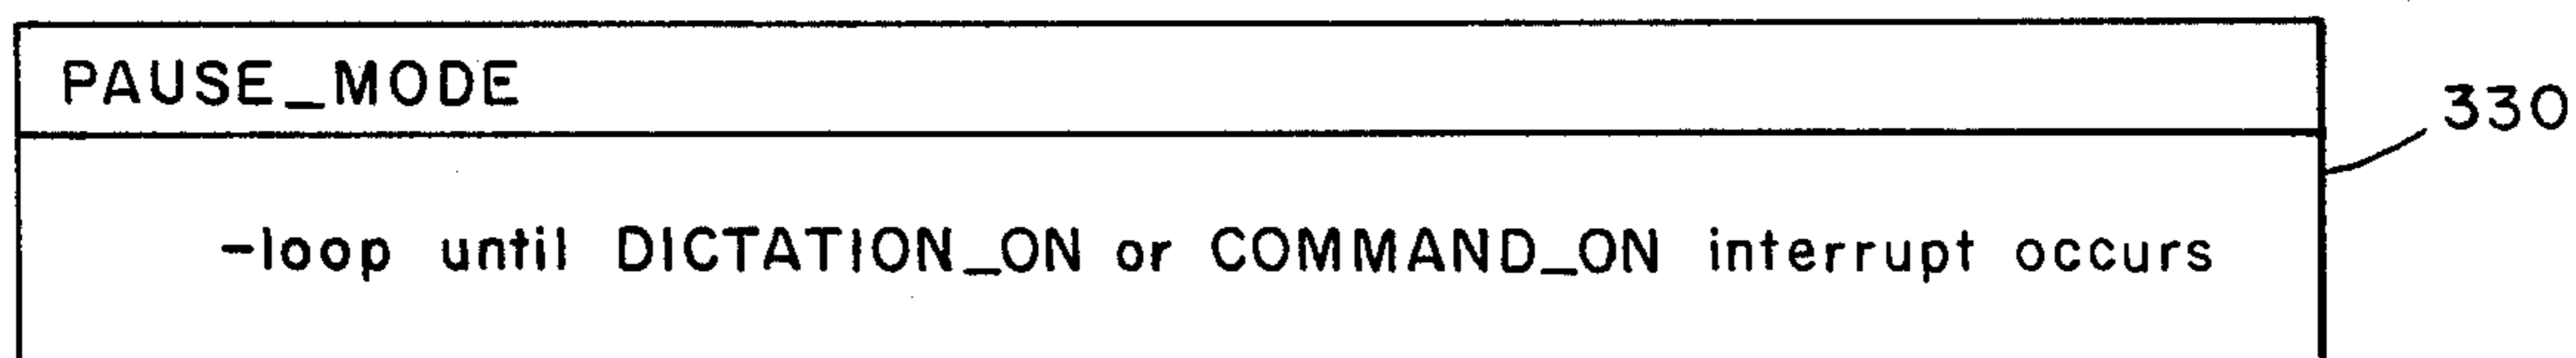 PAUSE_MODE
330
-loop until DICTATION_ON or COMMAND_ON interrupt occurs